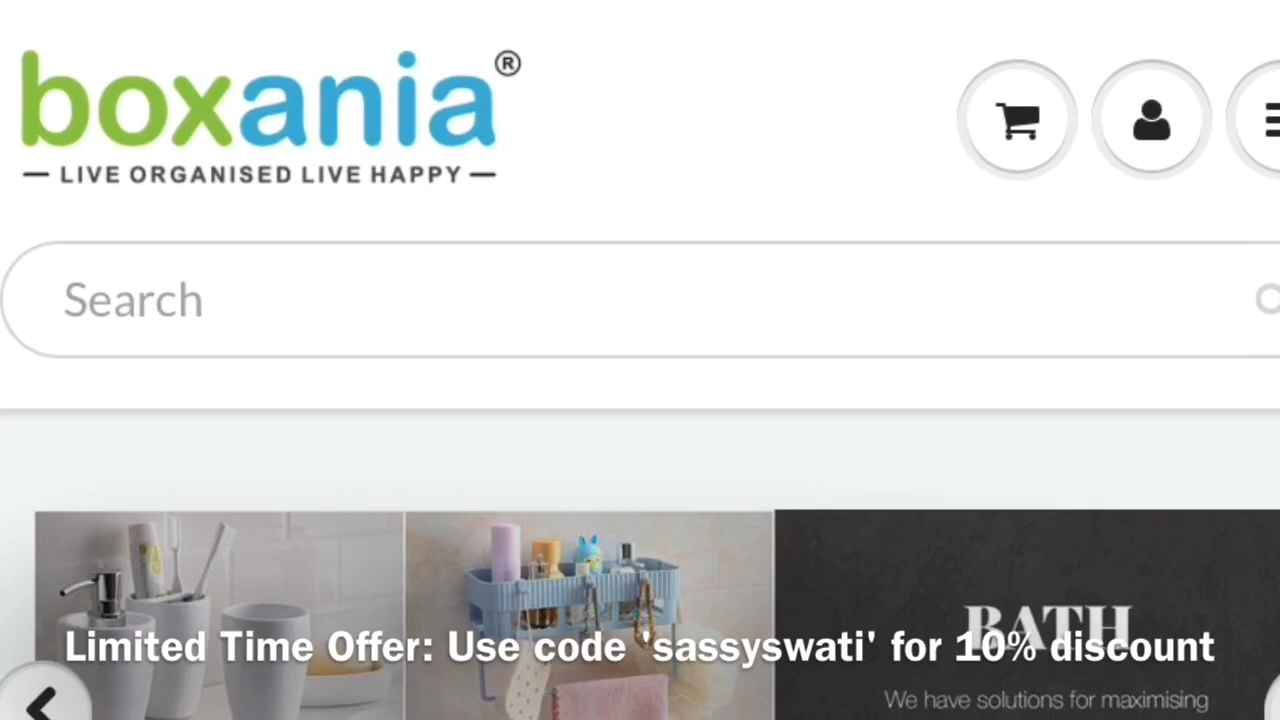 boxania®
— LIVE ORGANISED LIVE HAPPY —
Search
BATH
Limited Time Offer: Use code 'sassyswati' for 10% discount
We have solutions for maximising